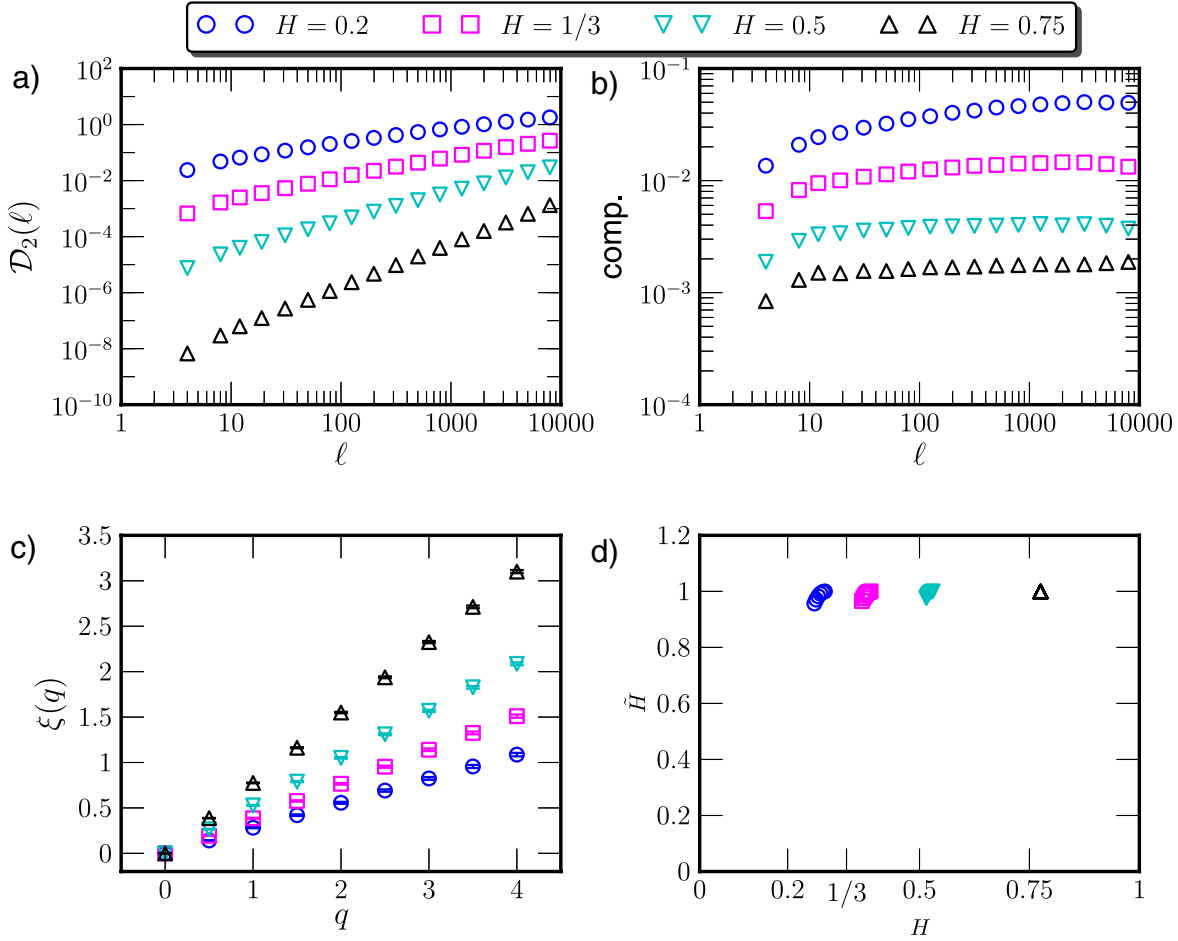 H = 0.2 H = 1/3 H = 0.5 H = 0.75
a)
10^2
10^0
10^−2
10^−4
10^−6
10^−8
10^−10
D_2(ℓ)
1 10 100 1000 10000
ℓ
b)
10^−1
10^−2
10^−3
10^−4
comp.
1 10 100 1000 10000
ℓ
c)
3.5
3
2.5
2
1.5
1
0.5
0
ξ(q)
0 1 2 3 4
q
d)
1.2
1
0.8
0.6
0.4
0.2
0
H̃
0 0.2 1/3 0.5 0.75 1
H